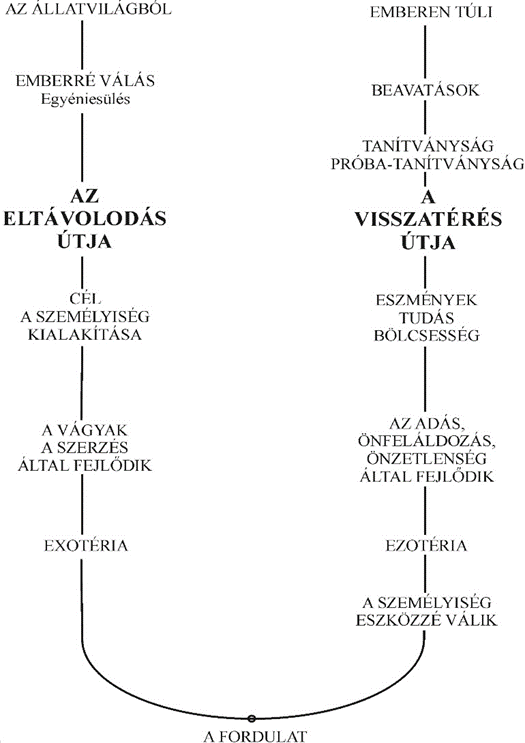 AZ ÁLLATVILÁGBÓL
EMBERRÉ VÁLÁS
Egyéniesülés
AZ
ELTÁVOLODÁS
ÚTJA
CÉL
A SZEMÉLYISÉG
KIALAKÍTÁSA
A VÁGYAK
A SZERZÉS
ÁLTAL FEJLŐDIK
EXOTÉRIA
EMBEREN TÚLI
BEAVATÁSOK
TANÍTVÁNYSÁG
PRÓBA-TANÍTVÁNYSÁG
A
VISSZATÉRÉS
ÚTJA
ESZMÉNYEK
TUDÁS
BÖLCSESSÉG
AZ ADÁS,
ÖNFELÁLDOZÁS,
ÖNZETLENSÉG
ÁLTAL FEJLŐDIK
EZOTÉRIA
A SZEMÉLYISÉG
ESZKÖZZÉ VÁLIK
A FORDULAT